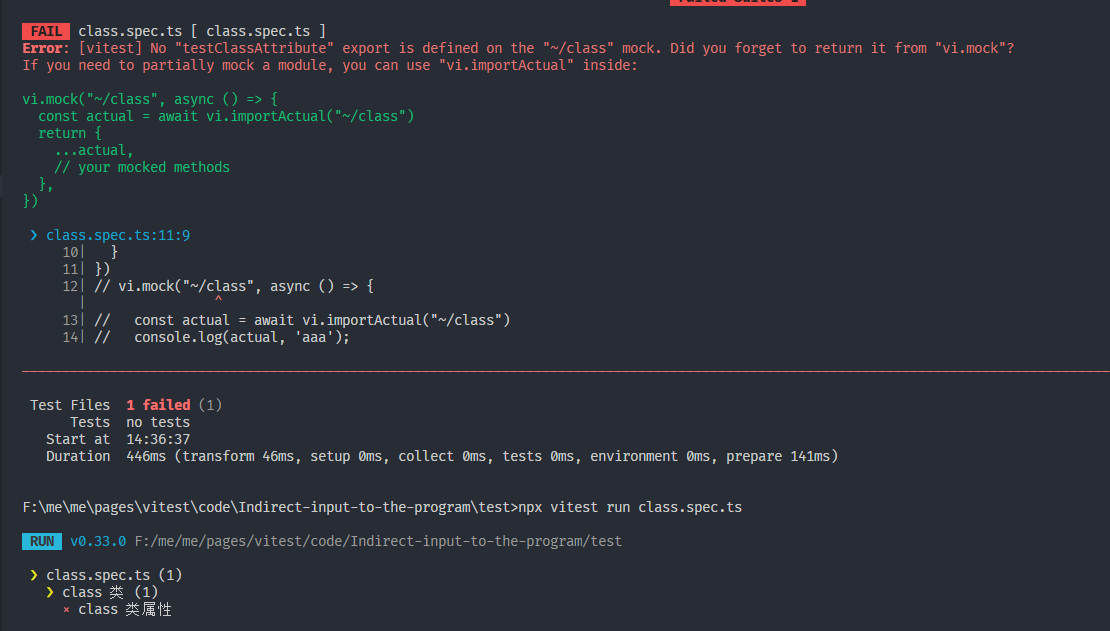 Failed Suites 1
FAIL class.spec.ts [ class.spec.ts ]
Error: [vitest] No "testClassAttribute" export is defined on the "~/class" mock. Did you forget to return it from "vi.mock"?
If you need to partially mock a module, you can use "vi.importActual" inside:
vi.mock("~/class", async () => {
  const actual = await vi.importActual("~/class")
  return {
    ...actual,
    // your mocked methods
  },
})
❯ class.spec.ts:11:9
10|   }
11| })
12| // vi.mock("~/class", async () => {
|                ^
13| //   const actual = await vi.importActual("~/class")
14| //   console.log(actual, 'aaa');
Test Files  1 failed (1)
Tests  no tests
Start at  14:36:37
Duration  446ms (transform 46ms, setup 0ms, collect 0ms, tests 0ms, environment 0ms, prepare 141ms)
F:\me\me\pages\vitest\code\Indirect-input-to-the-program\test>npx vitest run class.spec.ts
RUN v0.33.0 F:/me/me/pages/vitest/code/Indirect-input-to-the-program/test
❯ class.spec.ts (1)
❯ class 类 (1)
× class 类属性